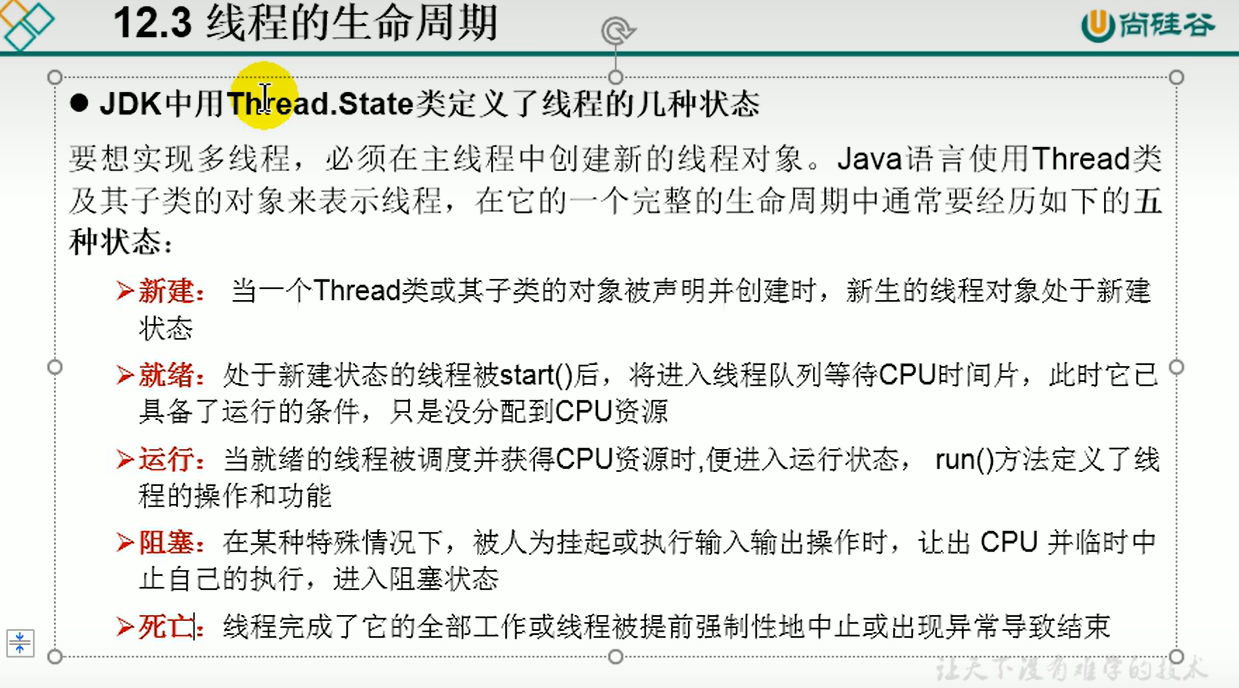 12.3 线程的生命周期
尚硅谷
JDK中用Thread.State类定义了线程的几种状态
要想实现多线程，必须在主线程中创建新的线程对象。Java语言使用Thread类
及其子类的对象来表示线程，在它的一个完整的生命周期中通常要经历如下的五
种状态：
新建： 当一个Thread类或其子类的对象被声明并创建时，新生的线程对象处于新建
状态
就绪：处于新建状态的线程被start()后，将进入线程队列等待CPU时间片，此时它已
具备了运行的条件，只是没分配到CPU资源
运行：当就绪的线程被调度并获得CPU资源时,便进入运行状态， run()方法定义了线
程的操作和功能
阻塞：在某种特殊情况下，被人为挂起或执行输入输出操作时，让出 CPU 并临时中
止自己的执行，进入阻塞状态
死亡：线程完成了它的全部工作或线程被提前强制性地中止或出现异常导致结束
让天下没有难学的技术